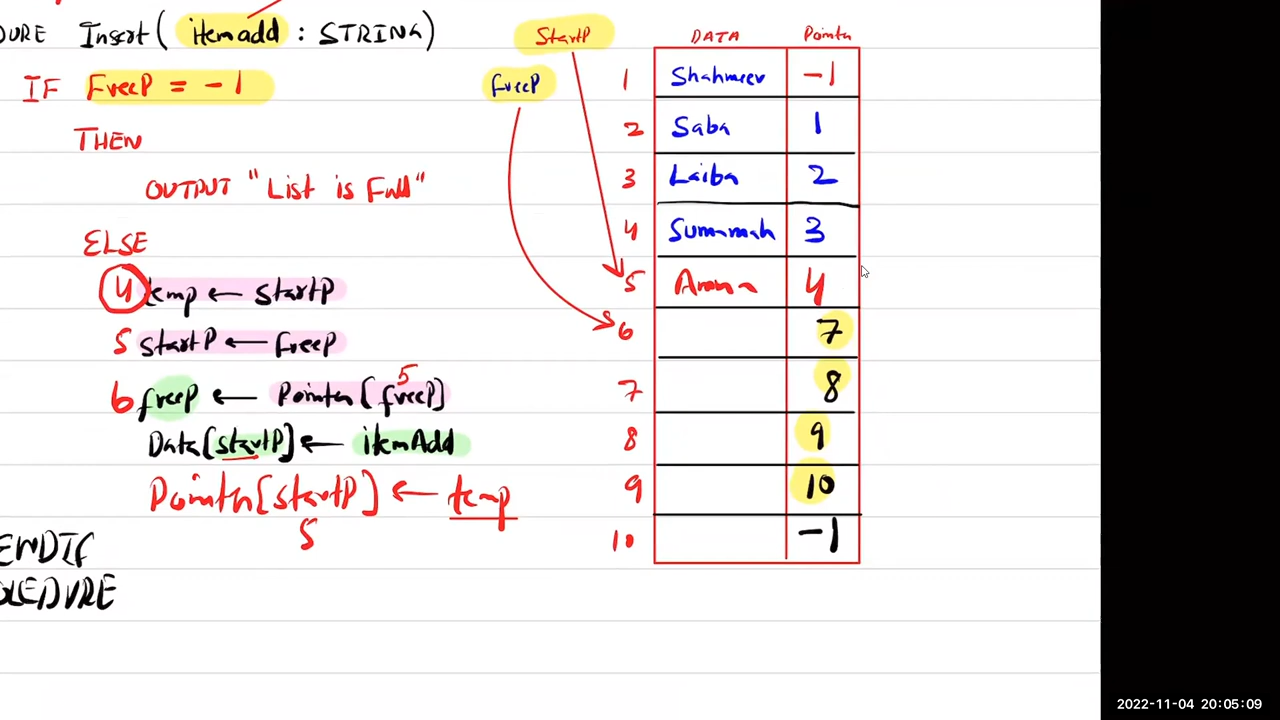 DURE Insert( itemadd : STRING)
IF FreeP = -1
THEN
OUTPUT "List is Full"
ELSE
4 temp ← StartP
5 startP ← freeP
5
6 freeP ← Pointer[freeP]
Data[startP] ← itemAdd
Pointer[startP] ← temp
5
ENDIF
CEDURE
StartP
freeP
DATA Pointer
1 Shahmeer -1
2 Saba 1
3 Laiba 2
4 Sumamah 3
5 4
6 7
7 8
8 9
9 10
10 -1
2022-11-04 20:05:09